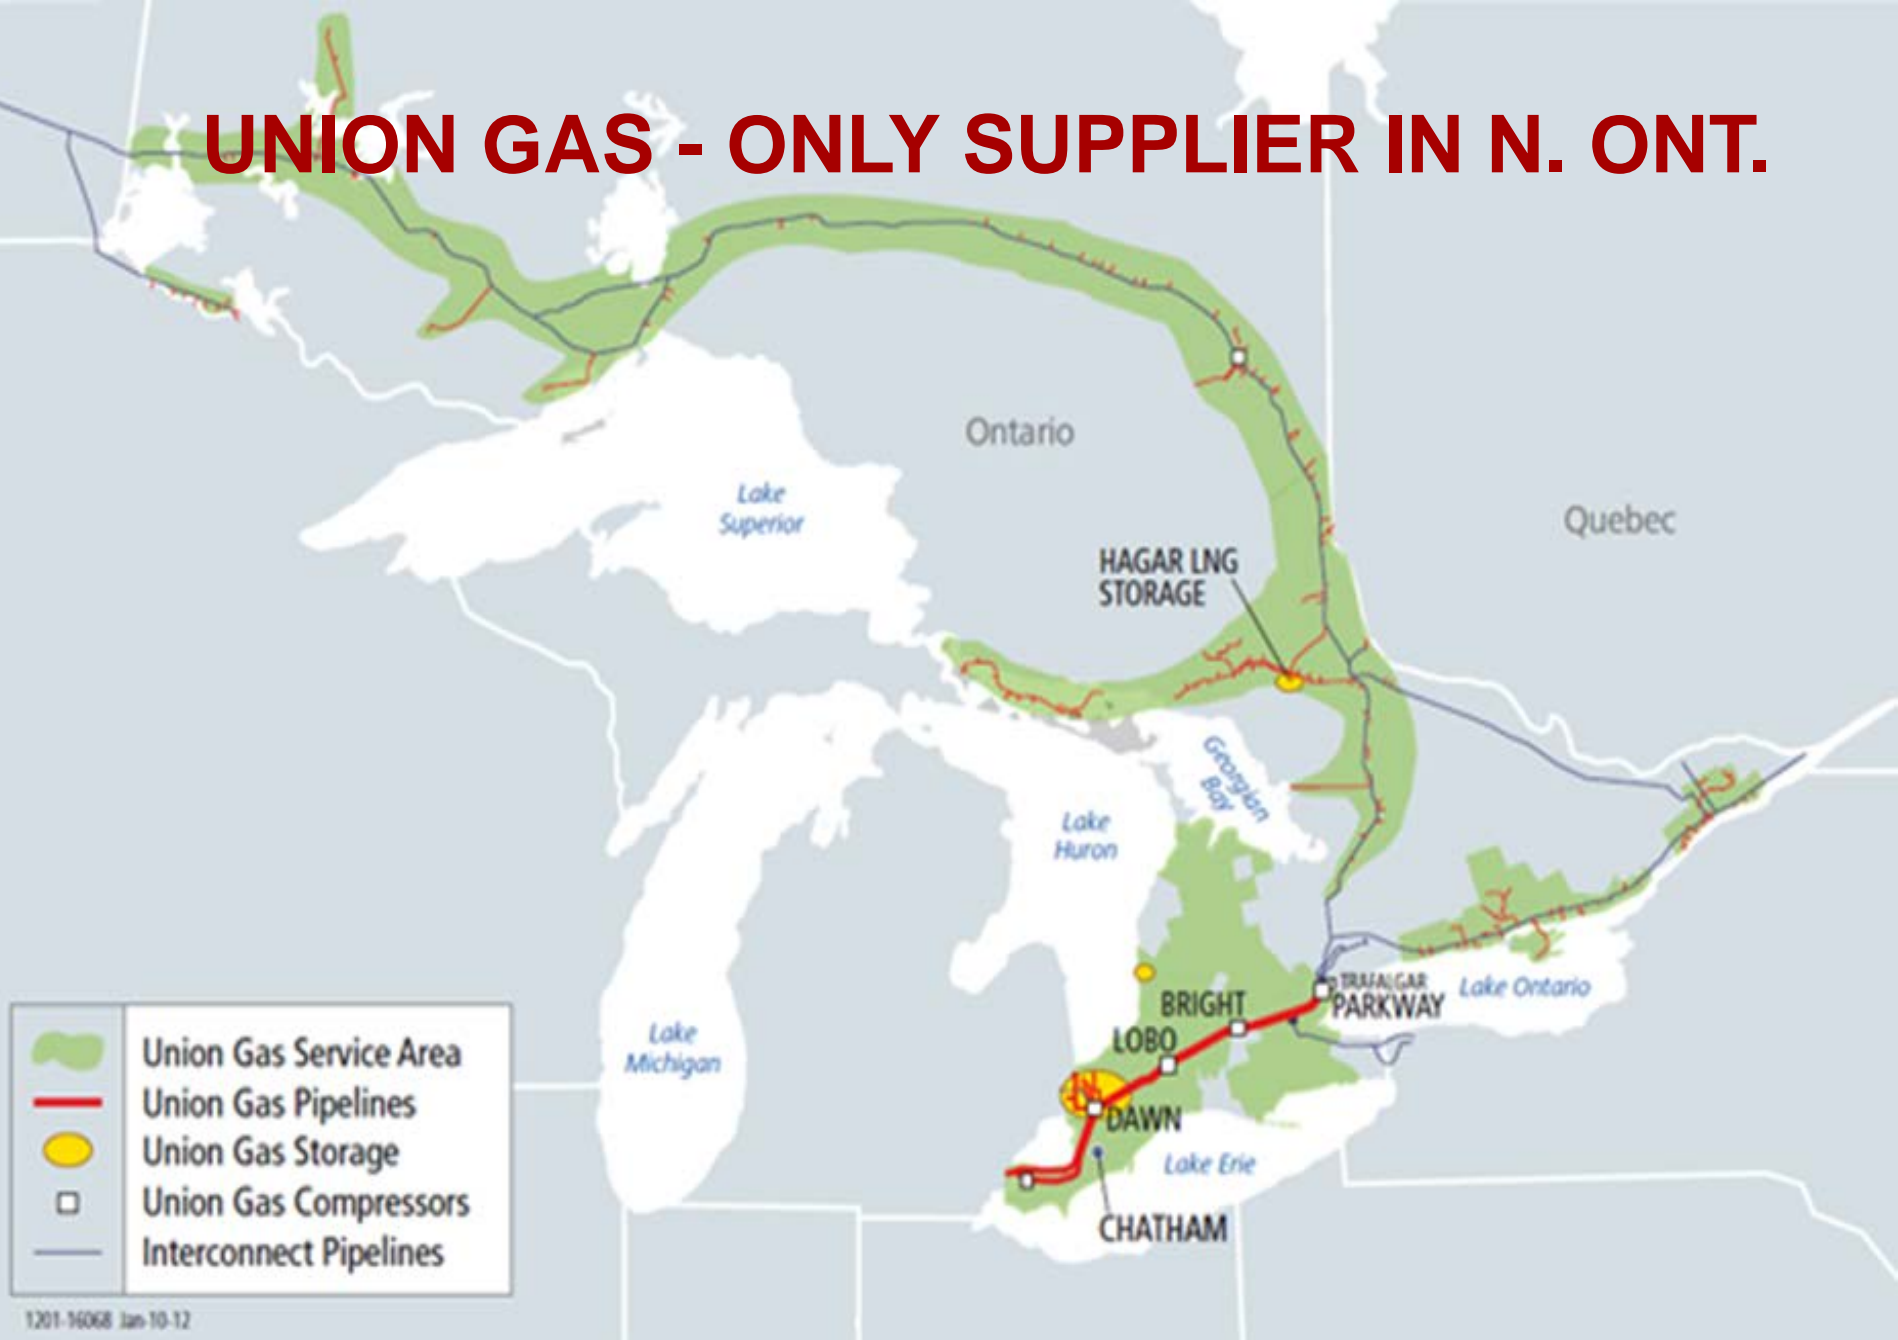 UNION GAS - ONLY SUPPLIER IN N. ONT.
Ontario
Lake
Superior
Quebec
HAGAR LNG
STORAGE
Georgian
Bay
Lake
Huron
TRAFALGAR
PARKWAY
Lake Ontario
BRIGHT
LOBO
Lake
Michigan
DAWN
Lake Erie
CHATHAM
Union Gas Service Area
Union Gas Pipelines
Union Gas Storage
Union Gas Compressors
Interconnect Pipelines
1201-16068 Jan-10-12